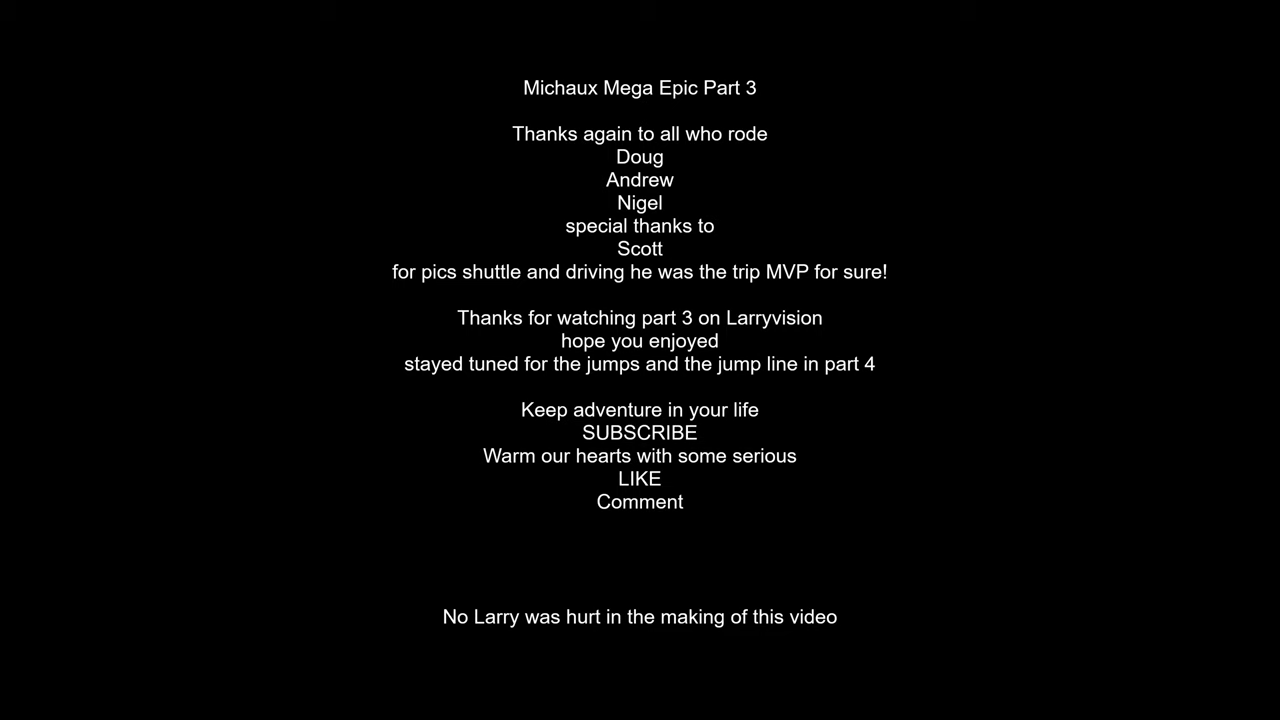 Michaux Mega Epic Part 3
Thanks again to all who rode
Doug
Andrew
Nigel
special thanks to
Scott
for pics shuttle and driving he was the trip MVP for sure!
Thanks for watching part 3 on Larryvision
hope you enjoyed
stayed tuned for the jumps and the jump line in part 4
Keep adventure in your life
SUBSCRIBE
Warm our hearts with some serious
LIKE
Comment
No Larry was hurt in the making of this video